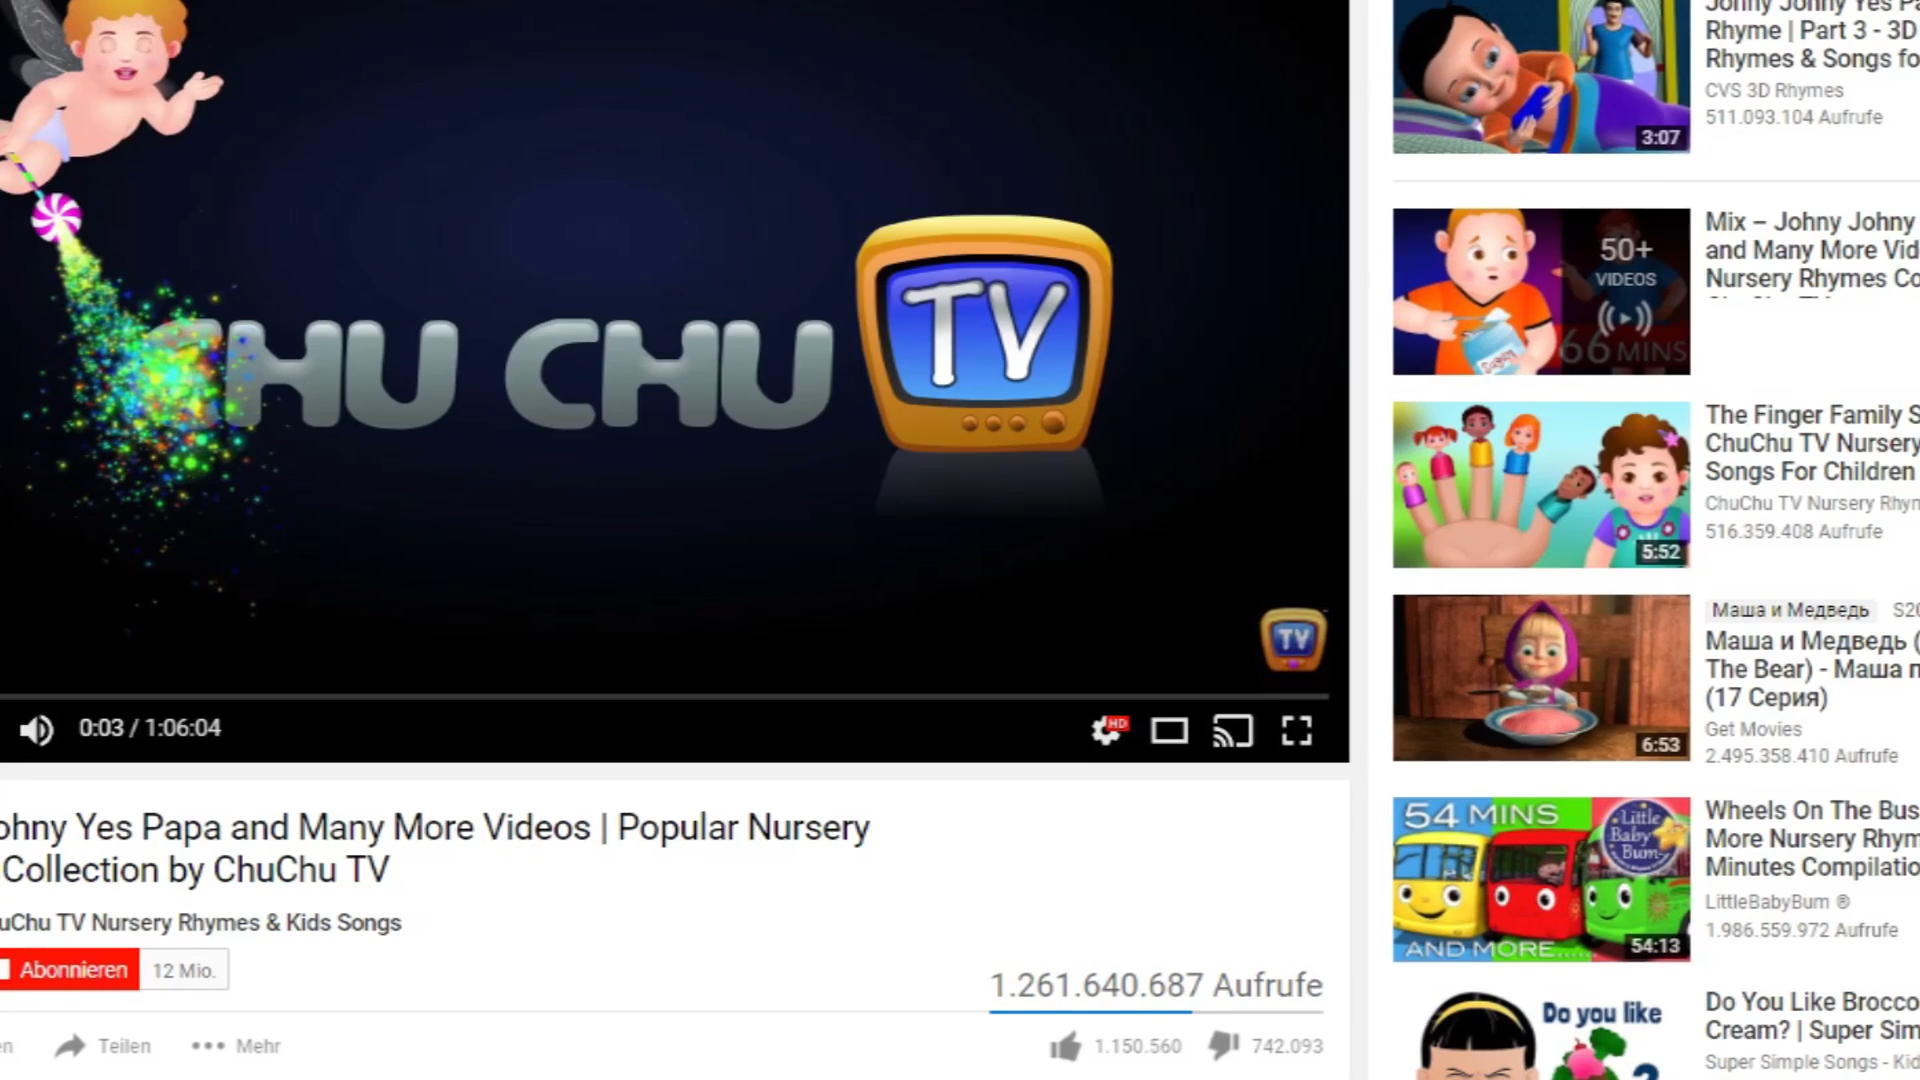 HU CHU
TV
TV
0:03 / 1:06:04
HD
ohny Yes Papa and Many More Videos | Popular Nursery
Collection by ChuChu TV
uChu TV Nursery Rhymes & Kids Songs
Abonnieren
12 Mio.
1.261.640.687 Aufrufe
en
Teilen
Mehr
1.150.560
742.093
Jonny Jonny Yes Pa
Rhyme | Part 3 - 3D
Rhymes & Songs fo
CVS 3D Rhymes
511.093.104 Aufrufe
3:07
Mix – Johny Johny
and Many More Vid
Nursery Rhymes Co
50+
VIDEOS
66 MINS
The Finger Family S
ChuChu TV Nursery
Songs For Children
ChuChu TV Nursery Rhym
516.359.408 Aufrufe
5:52
Маша и Медведь S20
Маша и Медведь (
The Bear) - Маша п
(17 Серия)
Get Movies
2.495.358.410 Aufrufe
6:53
54 MINS
Little
Baby
Bum
AND MORE......
54:13
Wheels On The Bus
More Nursery Rhym
Minutes Compilatio
LittleBabyBum ®
1.986.559.972 Aufrufe
Do you like
?
Do You Like Brocco
Cream? | Super Sim
Super Simple Songs - Kid